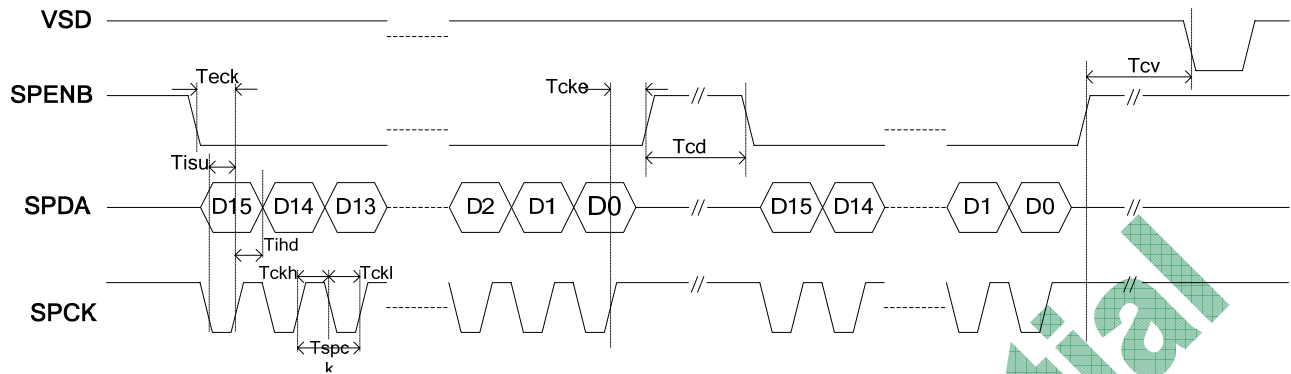 VSD
Teck
Tcke
Tcv
SPENB
Tcd
Tisu
SPDA
D15
D14
D13
D2
D1
D0
D15
D14
D1
D0
Tihd
Tckh
Tckl
SPCK
Tspc
k
tial